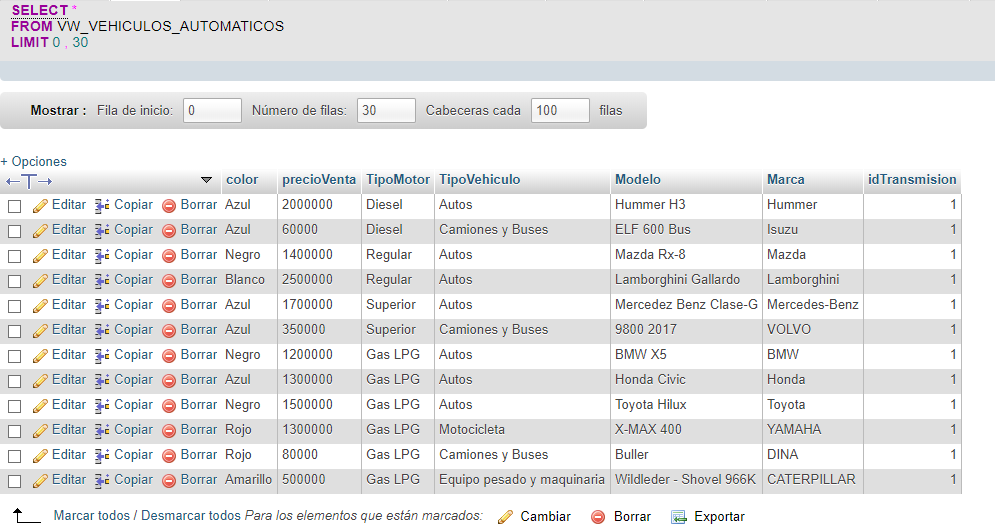 SELECT *
FROM VW_VEHICULOS_AUTOMATICOS
LIMIT 0 , 30
Mostrar : Fila de inicio: 0 Número de filas: 30 Cabeceras cada 100 filas
+ Opciones
←T→ color precioVenta TipoMotor TipoVehiculo Modelo Marca idTransmision
Editar Copiar Borrar Azul 2000000 Diesel Autos Hummer H3 Hummer 1
Editar Copiar Borrar Azul 60000 Diesel Camiones y Buses ELF 600 Bus Isuzu 1
Editar Copiar Borrar Negro 1400000 Regular Autos Mazda Rx-8 Mazda 1
Editar Copiar Borrar Blanco 2500000 Regular Autos Lamborghini Gallardo Lamborghini 1
Editar Copiar Borrar Azul 1700000 Superior Autos Mercedez Benz Clase-G Mercedes-Benz 1
Editar Copiar Borrar Azul 350000 Superior Camiones y Buses 9800 2017 VOLVO 1
Editar Copiar Borrar Negro 1200000 Gas LPG Autos BMW X5 BMW 1
Editar Copiar Borrar Azul 1300000 Gas LPG Autos Honda Civic Honda 1
Editar Copiar Borrar Negro 1500000 Gas LPG Autos Toyota Hilux Toyota 1
Editar Copiar Borrar Rojo 1300000 Gas LPG Motocicleta X-MAX 400 YAMAHA 1
Editar Copiar Borrar Rojo 80000 Gas LPG Camiones y Buses Buller DINA 1
Editar Copiar Borrar Amarillo 500000 Gas LPG Equipo pesado y maquinaria Wildleder - Shovel 966K CATERPILLAR 1
Marcar todos / Desmarcar todos Para los elementos que están marcados: Cambiar Borrar Exportar